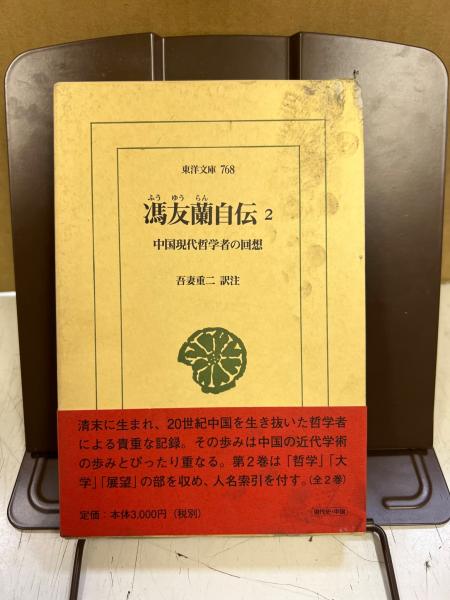 東洋文庫 768
ふう ゆう らん
馮友蘭自伝 2
中国現代哲学者の回想
吾妻重二 訳注
清末に生まれ、20世紀中国を生き抜いた哲学者
による貴重な記録。その歩みは中国の近代学術
の歩みとぴったり重なる。第2巻は「哲学」「大
学」「展望」の部を収め、人名索引を付す。(全2巻)
定価:本体3,000円(税別)
現代史・中国